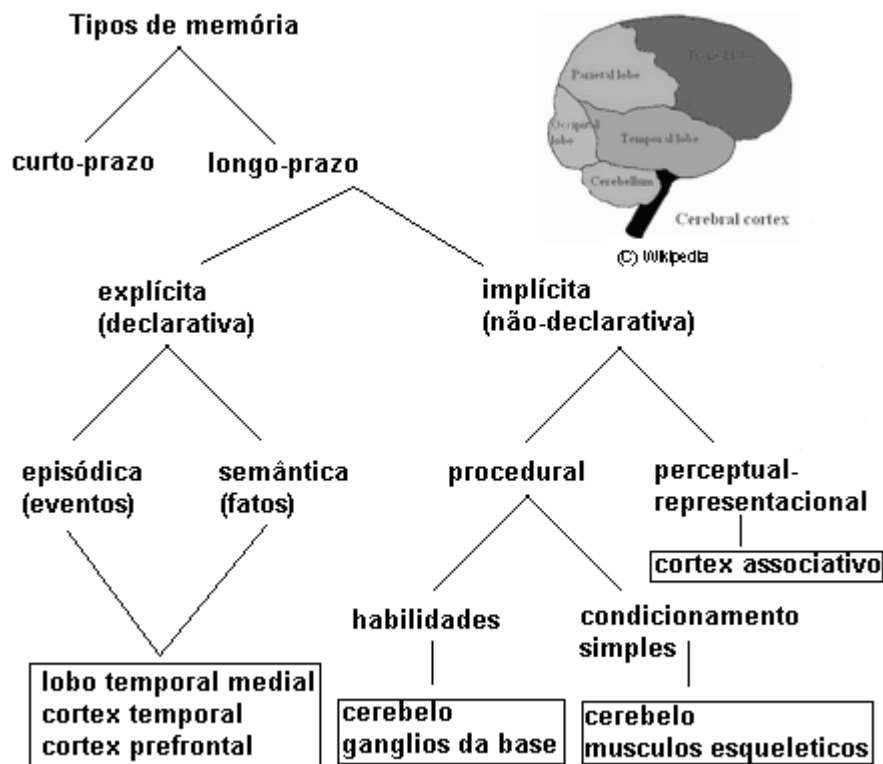 Tipos de memória
curto-prazo
longo-prazo
Parietal lobe
Frontal lobe
Occipital
lobe
Temporal lobe
Cerebellum
Cerebral cortex
(C) Wikipedia
explícita
(declarativa)
implícita
(não-declarativa)
episódica
(eventos)
semântica
(fatos)
procedural
perceptual-
representacional
cortex associativo
habilidades
condicionamento
simples
lobo temporal medial
cortex temporal
cortex prefrontal
cerebelo
ganglios da base
cerebelo
musculos esqueleticos